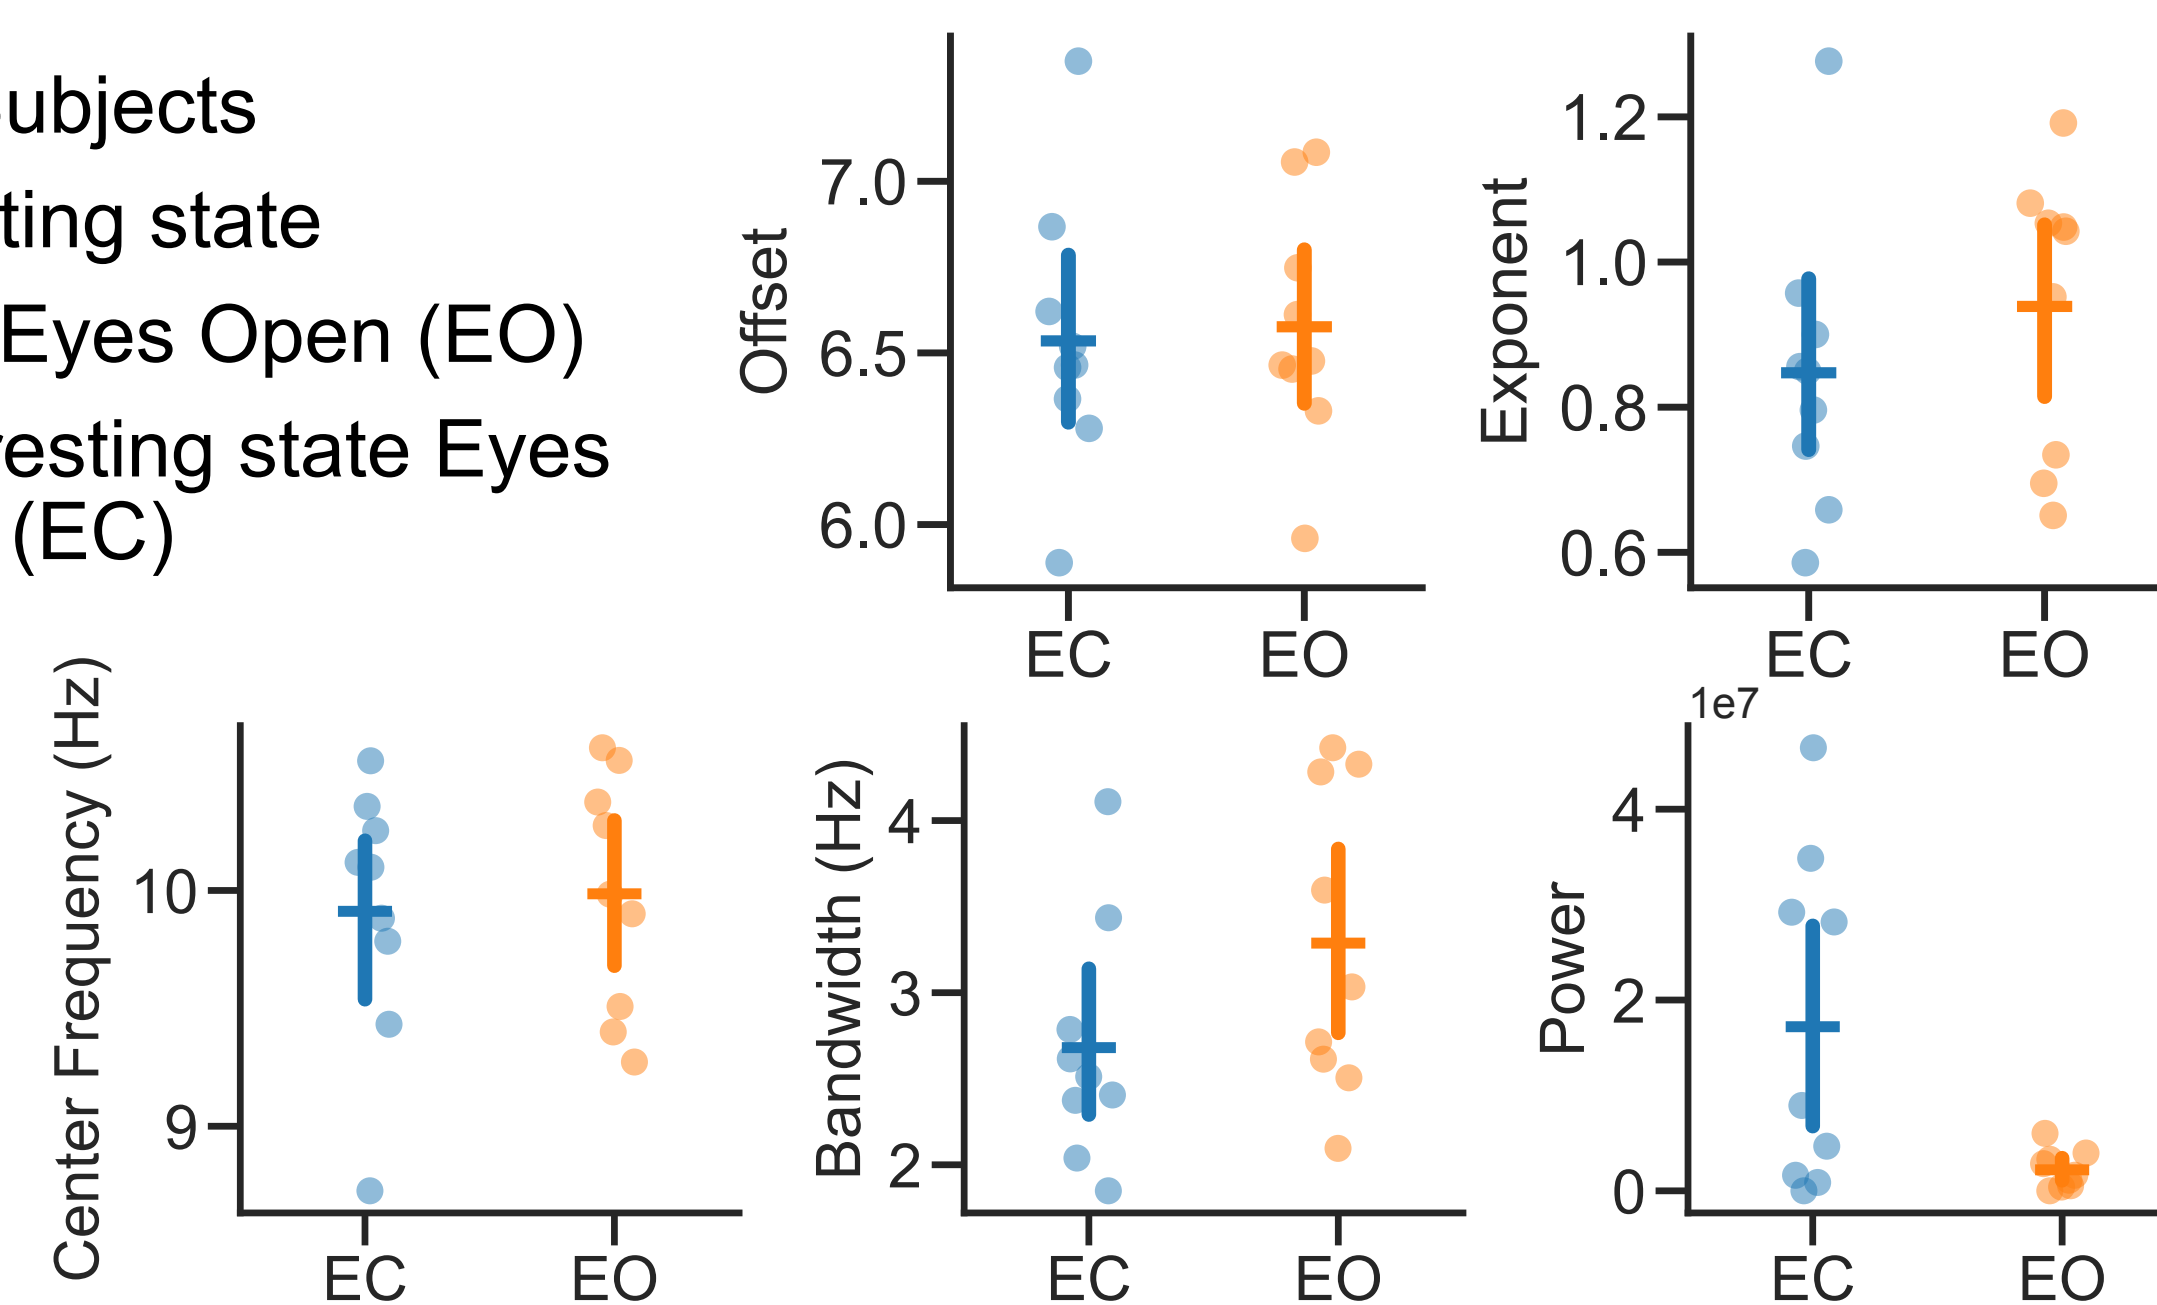 ubjects
ting state
Eyes Open (EO)
resting state Eyes
(EC)
Offset
7.0
6.5
6.0
EC EO
Exponent
1.2
1.0
0.8
0.6
EC EO
Center Frequency (Hz)
10
9
EC EO
Bandwidth (Hz)
4
3
2
EC EO
1e7
Power
4
2
0
EC EO